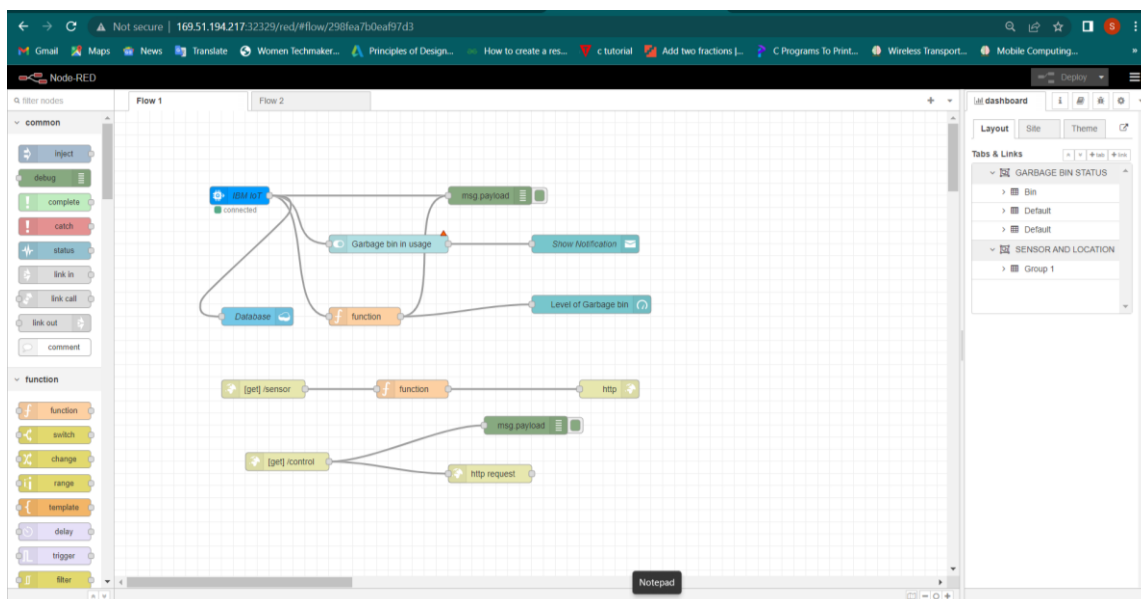 Not secure | 169.51.194.217:32329/red/#flow/298fea7b0eaf97d3
S
Gmail Maps News Translate Women Techmaker... Principles of Design... How to create a res... c tutorial Add two fractions |... C Programs To Print... Wireless Transport... Mobile Computing... »
Node-RED Deploy
filter nodes Flow 1 Flow 2 dashboard i
common
inject
debug
complete
catch
status
link in
link call
link out
comment
function
function
switch
change
range
template
delay
trigger
filter
IBM IoT msg.payload
connected
Garbage bin in usage Show Notification
Level of Garbage bin
Database function
[get] /sensor function http
msg.payload
[get] /control http request
Layout Site Theme
Tabs & Links +tab +link
GARBAGE BIN STATUS
Bin
Default
Default
SENSOR AND LOCATION
Group 1
Notepad